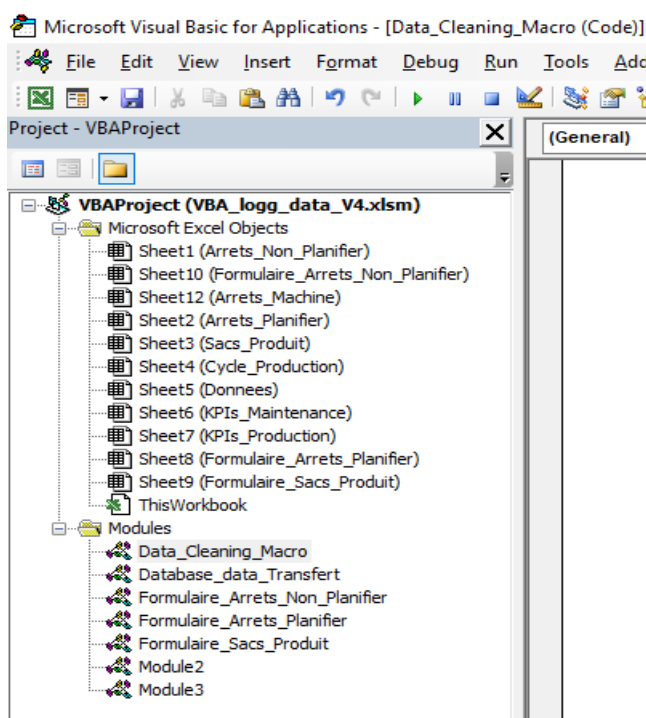 Microsoft Visual Basic for Applications - [Data_Cleaning_Macro (Code)]
File Edit View Insert Format Debug Run Tools
Project - VBAProject
(General)
VBAProject (VBA_logg_data_V4.xlsm)
Microsoft Excel Objects
Sheet1 (Arrets_Non_Planifier)
Sheet10 (Formulaire_Arrets_Non_Planifier)
Sheet12 (Arrets_Machine)
Sheet2 (Arrets_Planifier)
Sheet3 (Sacs_Produit)
Sheet4 (Cycle_Production)
Sheet5 (Donnees)
Sheet6 (KPIs_Maintenance)
Sheet7 (KPIs_Production)
Sheet8 (Formulaire_Arrets_Planifier)
Sheet9 (Formulaire_Sacs_Produit)
ThisWorkbook
Modules
Data_Cleaning_Macro
Database_data_Transfert
Formulaire_Arrets_Non_Planifier
Formulaire_Arrets_Planifier
Formulaire_Sacs_Produit
Module2
Module3